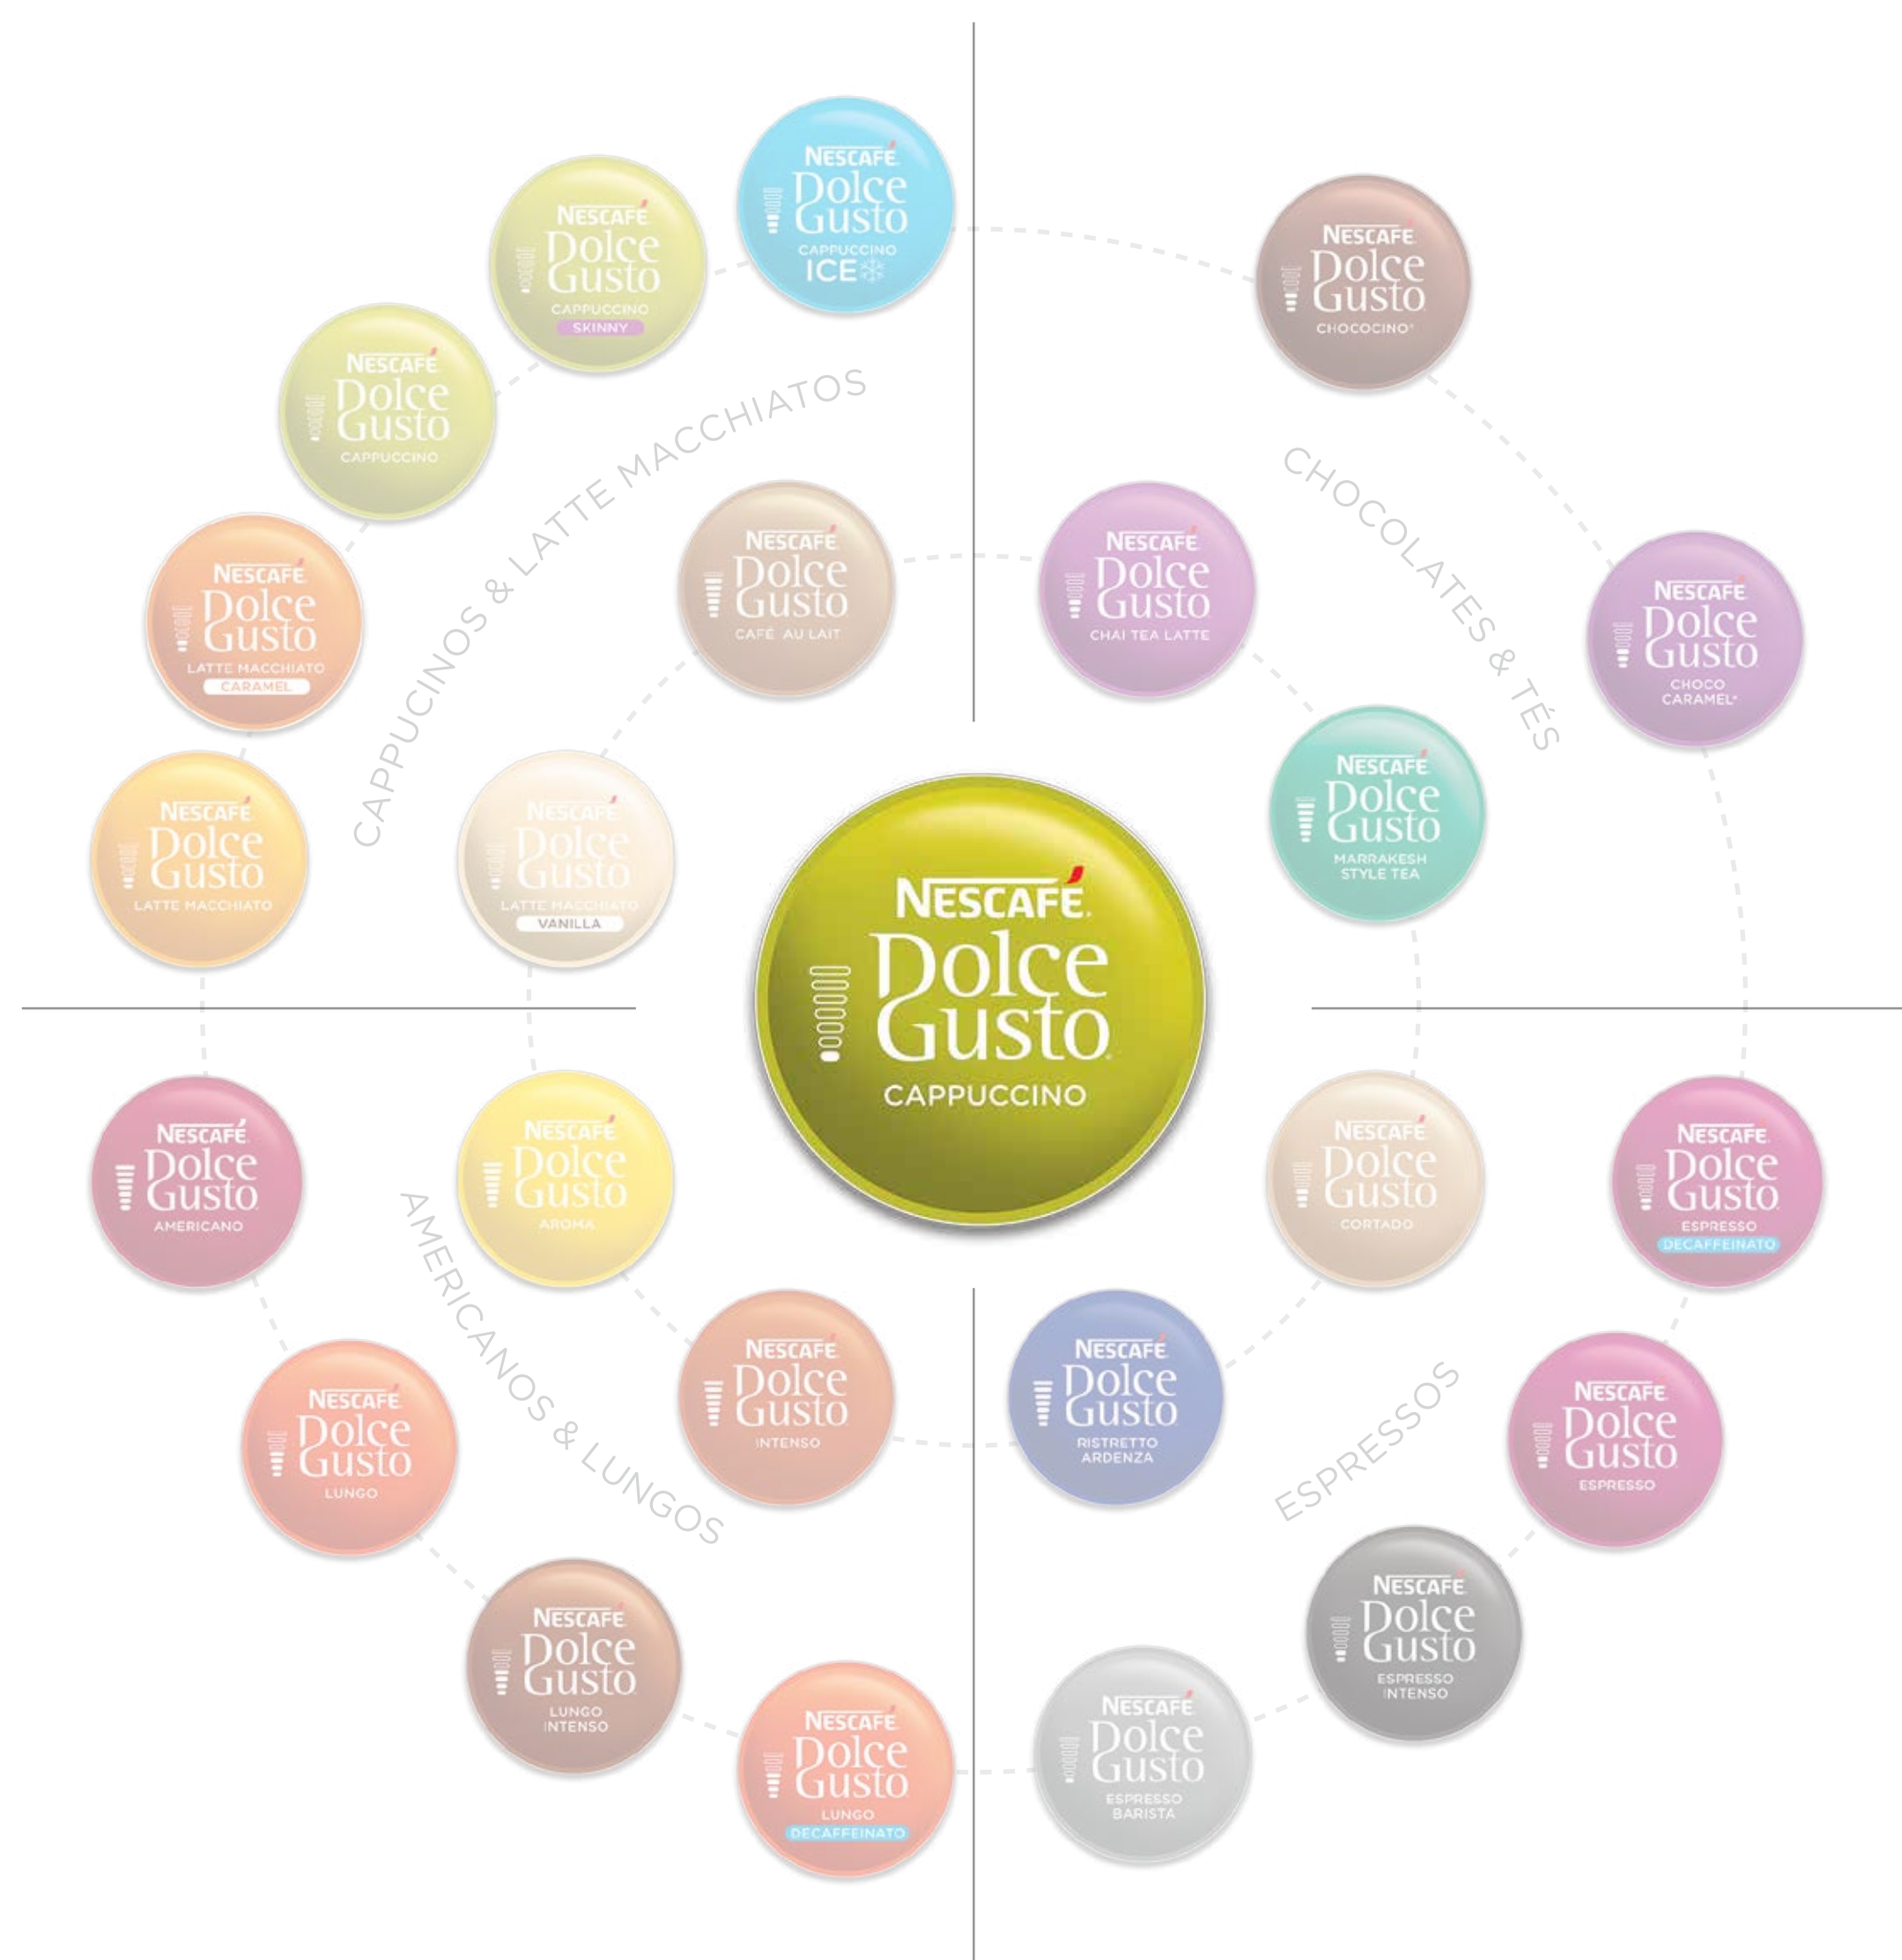 NESCAFÉ
Dolce
Gusto
CAPPUCCINO
ICE
NESCAFÉ
Dolce
Gusto
CAPPUCCINO
SKINNY
NESCAFÉ
Dolce
Gusto
CAPPUCCINO
NESCAFÉ
Dolce
Gusto
LATTE MACCHIATO
CARAMEL
NESCAFÉ
Dolce
Gusto
LATTE MACCHIATO
CAPPUCINOS & LATTE MACCHIATOS
NESCAFÉ
Dolce
Gusto
CAFÉ AU LAIT
NESCAFÉ
Dolce
Gusto
LATTE MACCHIATO
VANILLA
NESCAFÉ
Dolce
Gusto
CHOCOCINO*
NESCAFÉ
Dolce
Gusto
CHOCO
CARAMEL*
CHOCOLATES & TÉS
NESCAFÉ
Dolce
Gusto
CHAI TEA LATTE
NESCAFÉ
Dolce
Gusto
MARRAKESH
STYLE TEA
NESCAFÉ.
Dolce
Gusto
CAPPUCCINO
NESCAFÉ
Dolce
Gusto
AMERICANO
NESCAFÉ
Dolce
Gusto
AROMA
AMERICANOS & LUNGOS
NESCAFÉ
Dolce
Gusto
INTENSO
NESCAFÉ
Dolce
Gusto
LUNGO
NESCAFÉ
Dolce
Gusto
LUNGO
INTENSO
NESCAFÉ
Dolce
Gusto
LUNGO
DECAFFEINATO
NESCAFÉ
Dolce
Gusto
CORTADO
NESCAFÉ
Dolce
Gusto
ESPRESSO
DECAFFEINATO
NESCAFÉ
Dolce
Gusto
RISTRETTO
ARDENZA
ESPRESSOS
NESCAFÉ
Dolce
Gusto
ESPRESSO
NESCAFÉ
Dolce
Gusto
ESPRESSO
INTENSO
NESCAFÉ
Dolce
Gusto
ESPRESSO
BARISTA